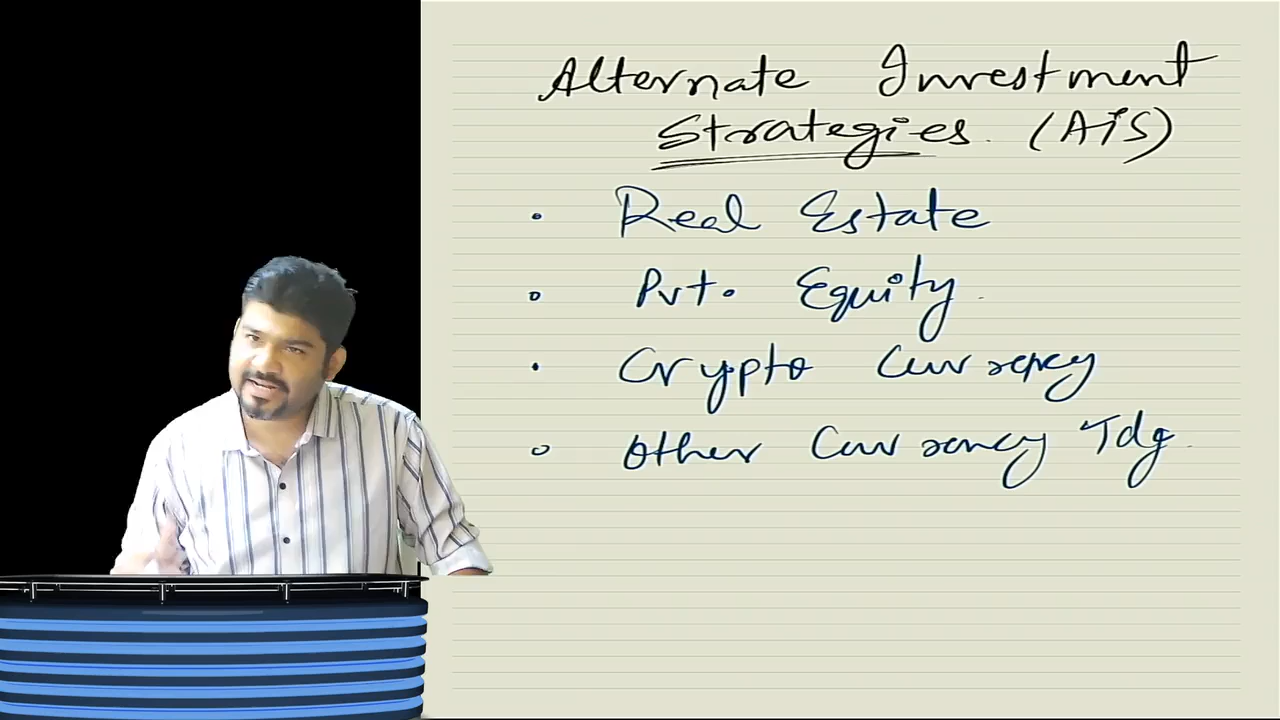 Alternate Investment
Strategies. (AIS)
• Real Estate
• Pvt. Equity.
• Crypto Currency
• Other Currency Tdg.